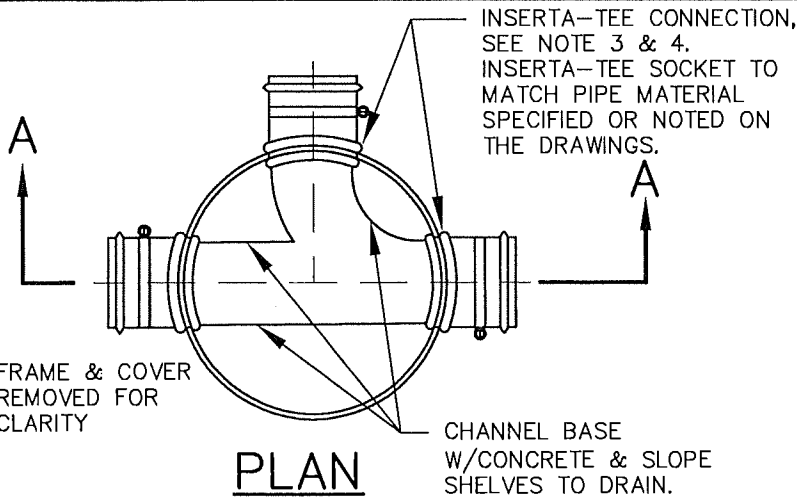 INSERTA-TEE CONNECTION,
SEE NOTE 3 & 4.
INSERTA-TEE SOCKET TO
MATCH PIPE MATERIAL
SPECIFIED OR NOTED ON
THE DRAWINGS.
A
A
FRAME & COVER
REMOVED FOR
CLARITY
CHANNEL BASE
W/CONCRETE & SLOPE
SHELVES TO DRAIN.
PLAN